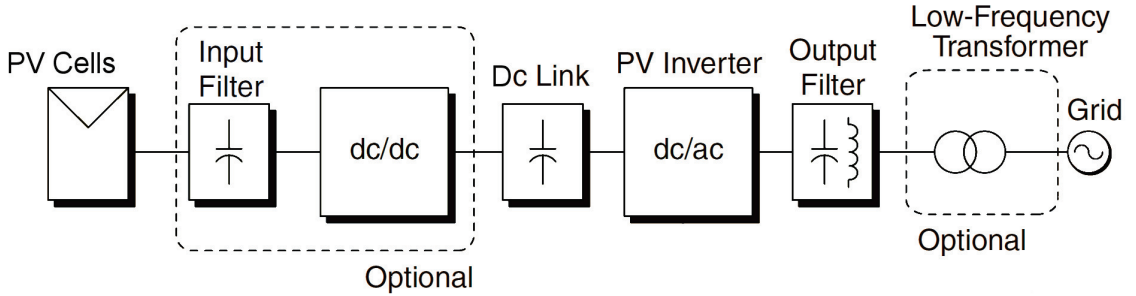 PV Cells
Input
Filter
dc/dc
Optional
Dc Link
PV Inverter
dc/ac
Output
Filter
Low-Frequency
Transformer
Optional
Grid